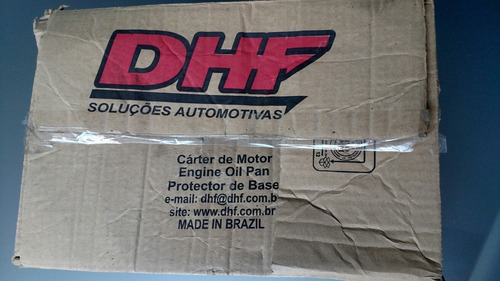 DHF
SOLUÇÕES AUTOMOTIVAS
Cárter de Motor
Engine Oil Pan
Protector de Base
e-mail: dhf@dhf.com.b
site: www.dhf.com.br
MADE IN BRAZIL